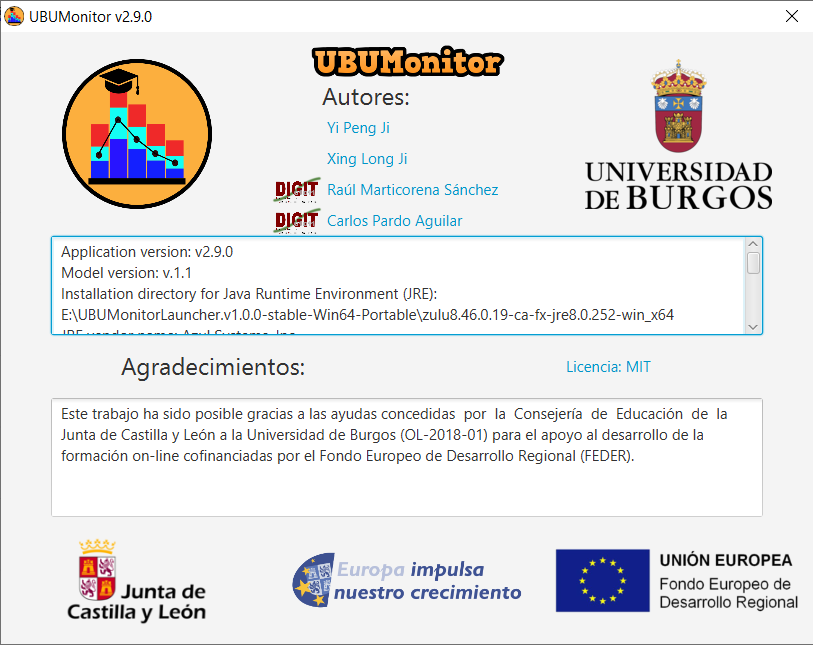 UBUMonitor v2.9.0
UBUMonitor
Autores:
Yi Peng Ji
Xing Long Ji
DIGIT Raúl Marticorena Sánchez
DIGIT Carlos Pardo Aguilar
UNIVERSIDAD
DE BURGOS
Application version: v2.9.0
Model version: v.1.1
Installation directory for Java Runtime Environment (JRE):
E:\UBUMonitorLauncher.v1.0.0-stable-Win64-Portable\zulu8.46.0.19-ca-fx-jre8.0.252-win_x64
JRE vendor name: Azul Systems, Inc.
Agradecimientos:
Licencia: MIT
Este trabajo ha sido posible gracias a las ayudas concedidas por la Consejería de Educación de la
Junta de Castilla y León a la Universidad de Burgos (OL-2018-01) para el apoyo al desarrollo de la
formación on-line cofinanciadas por el Fondo Europeo de Desarrollo Regional (FEDER).
Junta de
Castilla y León
Europa impulsa
nuestro crecimiento
UNIÓN EUROPEA
Fondo Europeo de
Desarrollo Regional